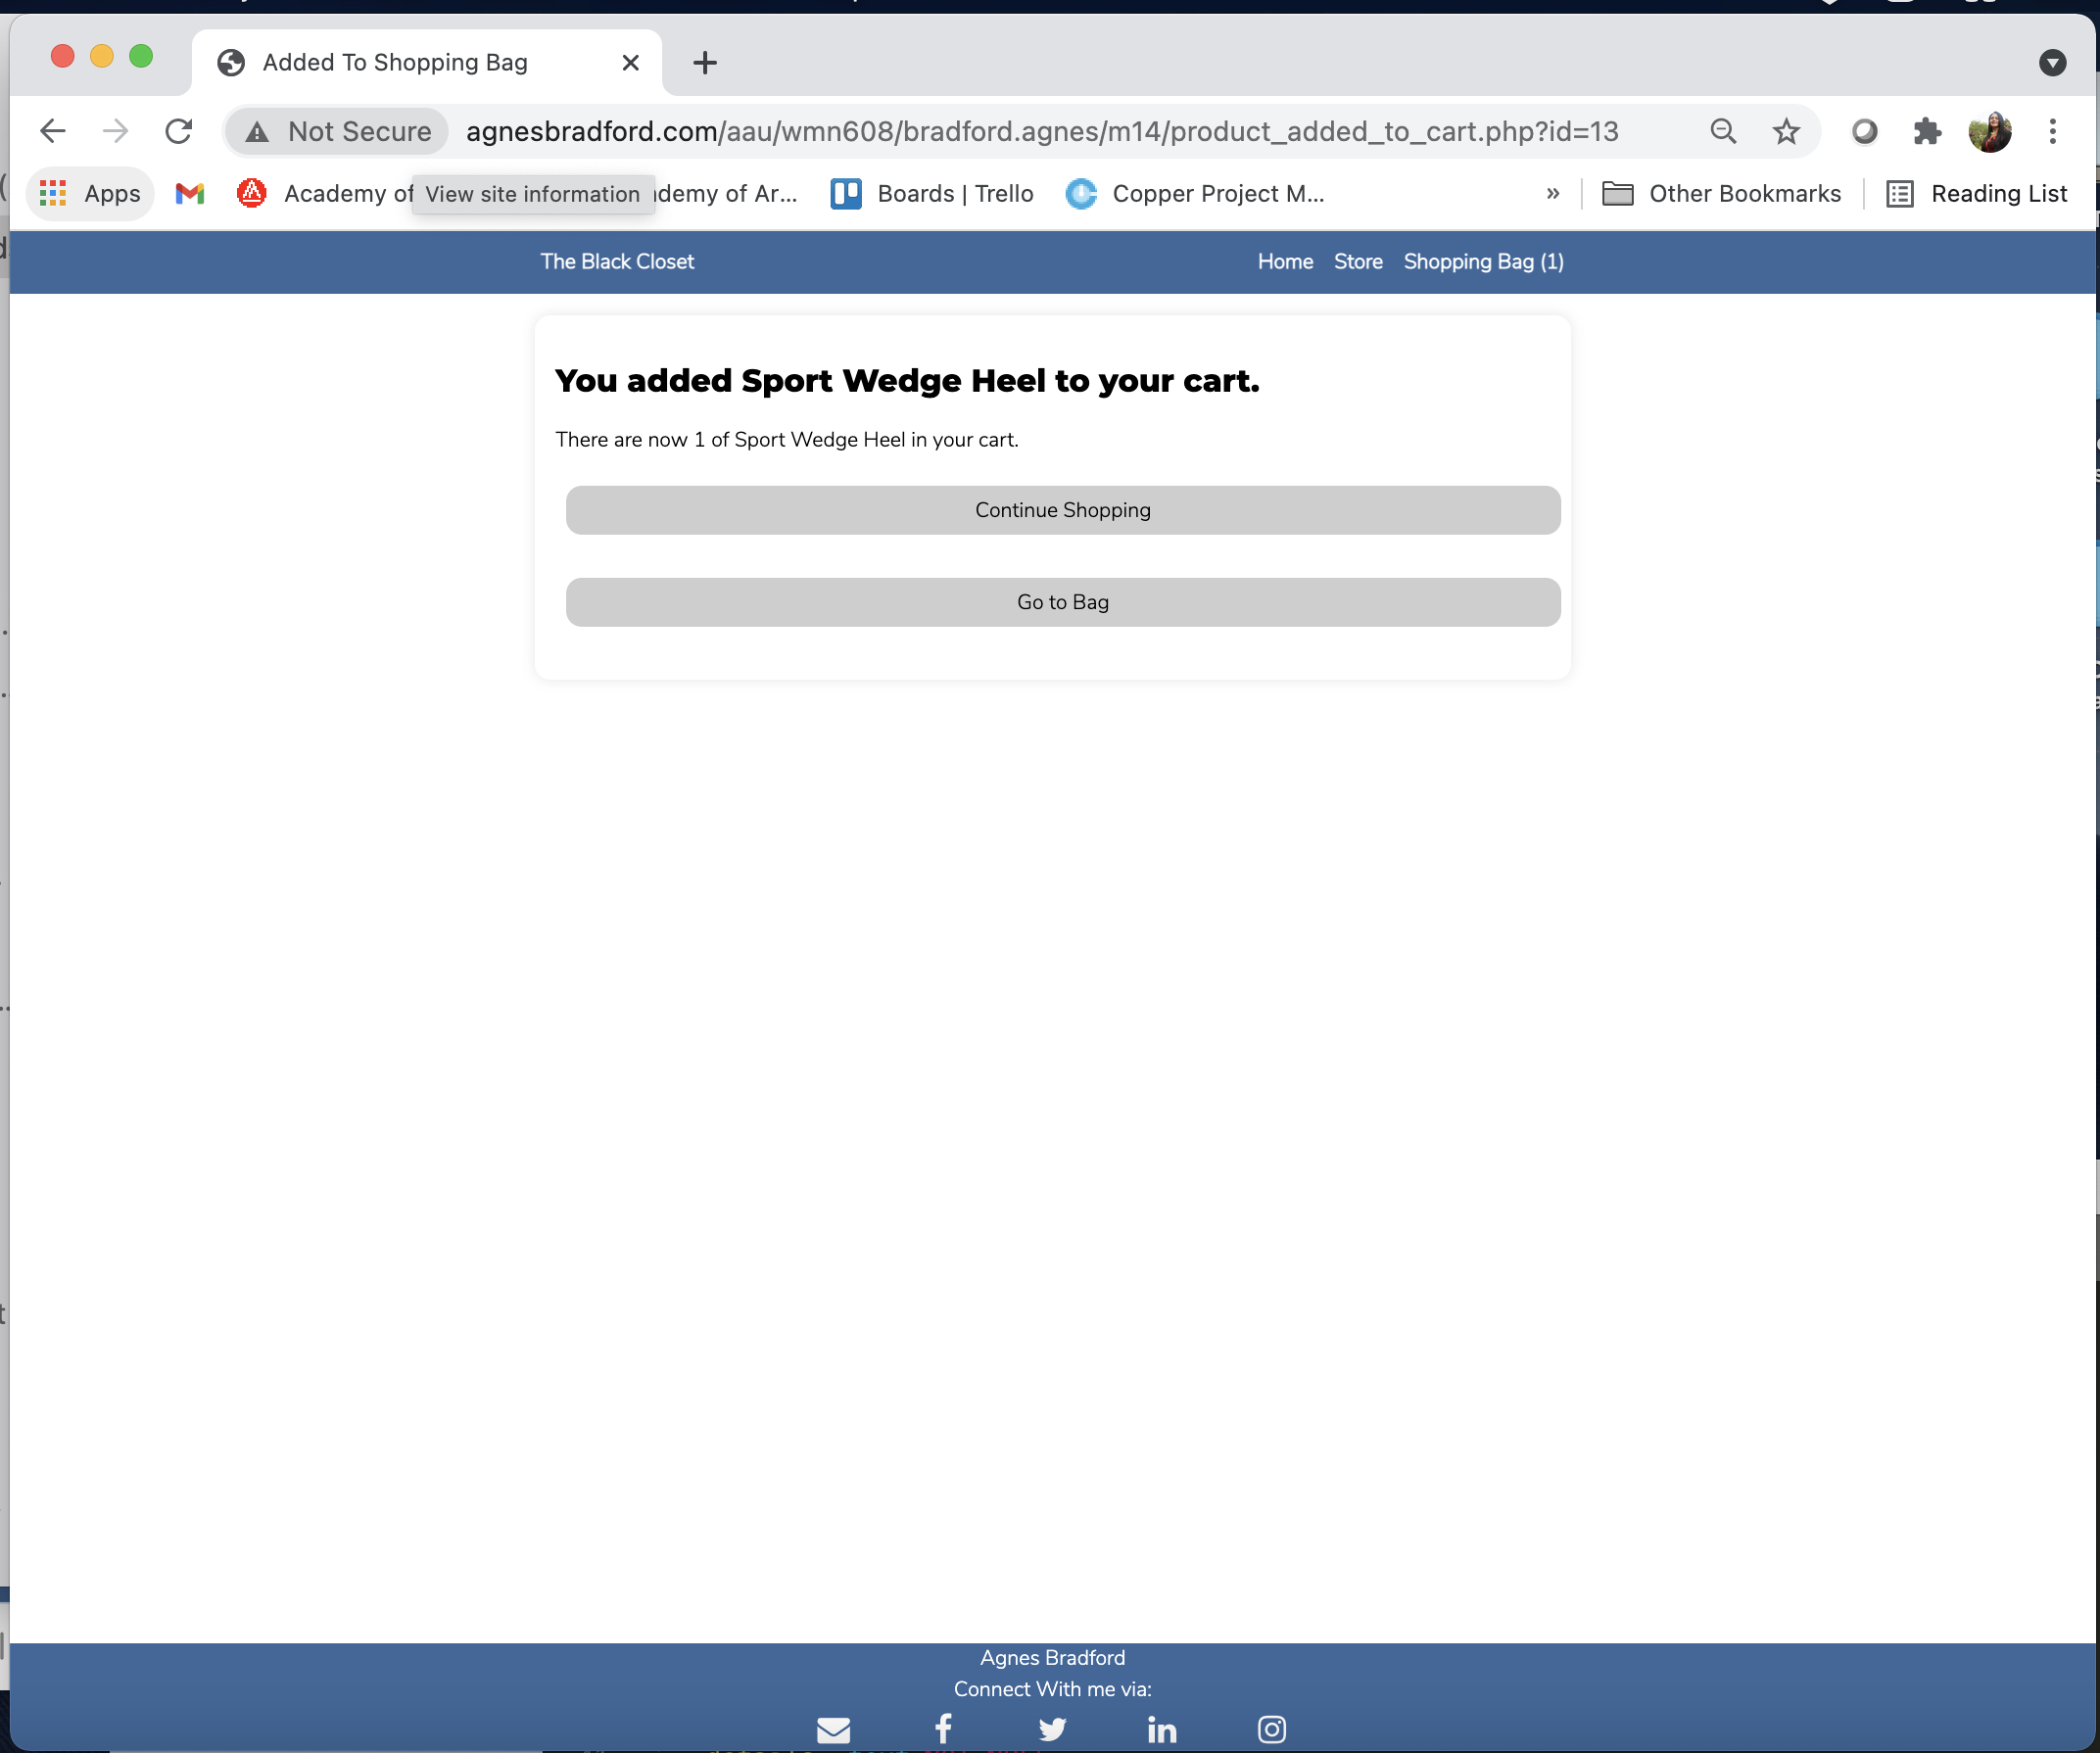 Added To Shopping Bag
Not Secure agnesbradford.com/aau/wmn608/bradford.agnes/m14/product_added_to_cart.php?id=13
Apps Academy of View site information demy of Ar... Boards | Trello Copper Project M... » Other Bookmarks Reading List
The Black Closet Home Store Shopping Bag (1)
You added Sport Wedge Heel to your cart.
There are now 1 of Sport Wedge Heel in your cart.
Continue Shopping
Go to Bag
Agnes Bradford
Connect With me via: